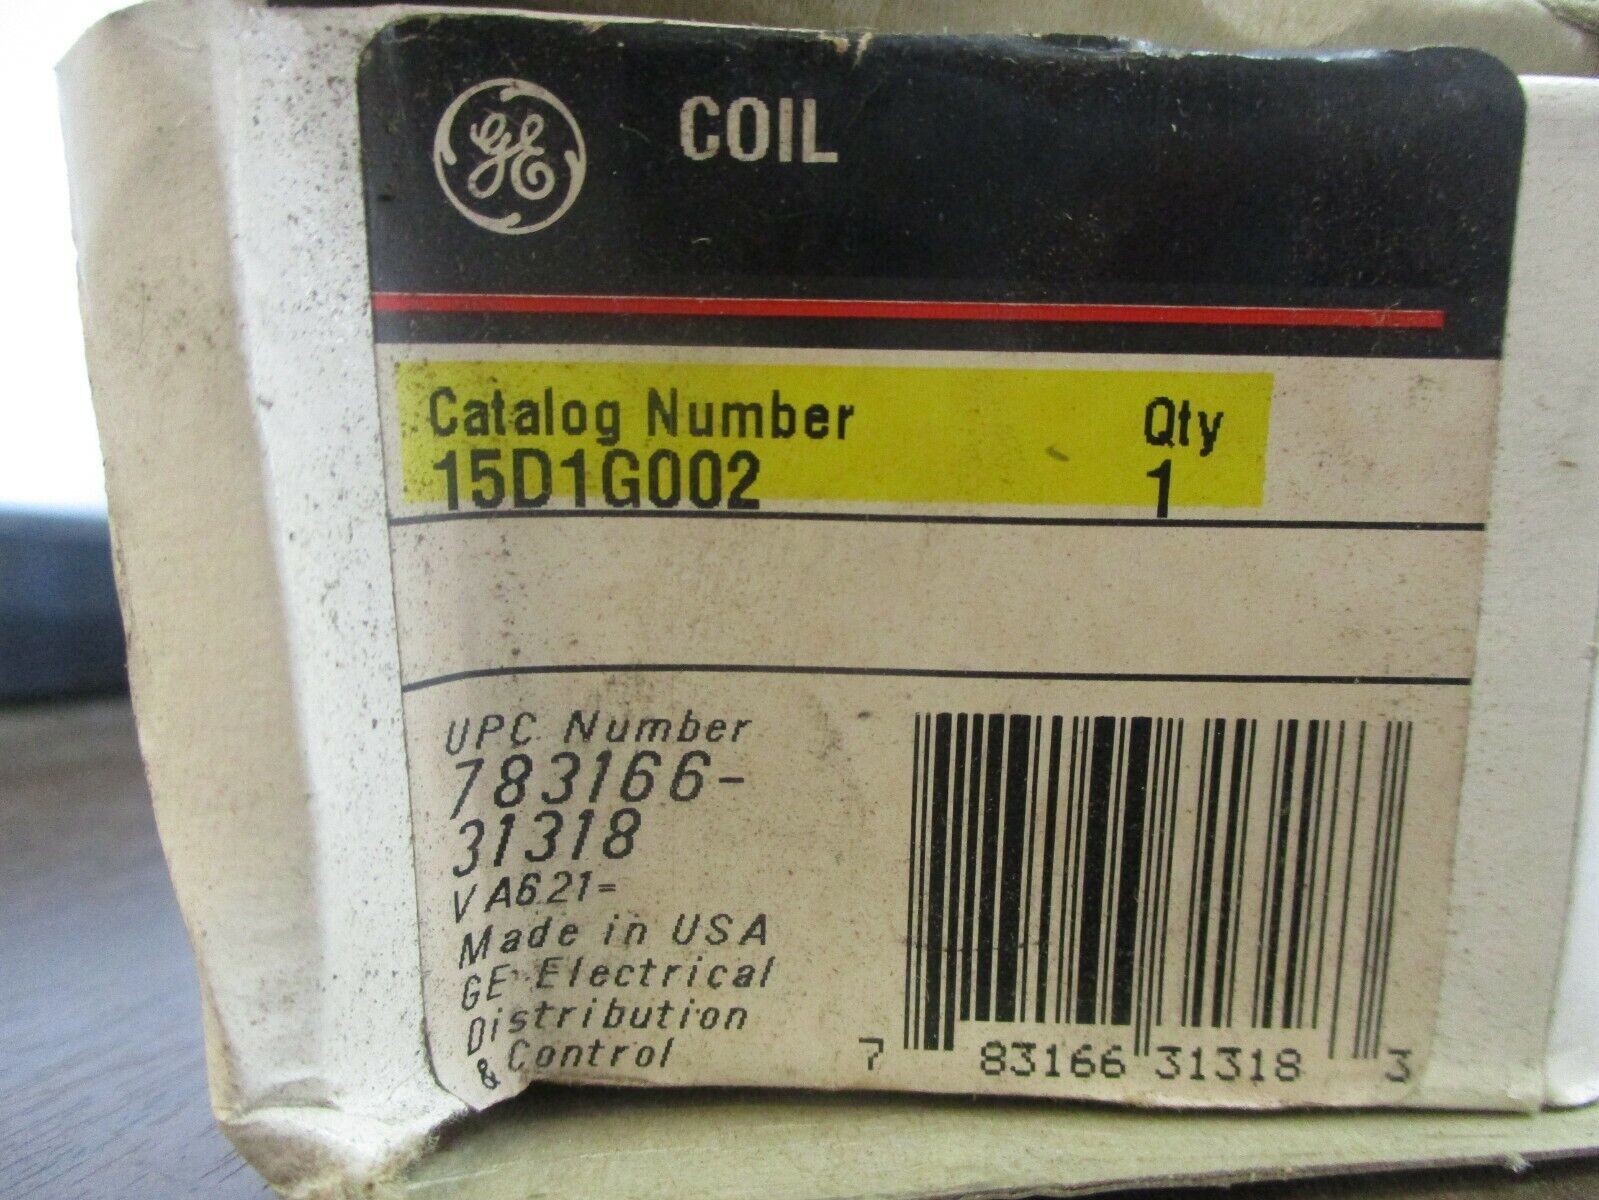 GE COIL
Catalog Number Qty
15D1G002 1
UPC Number
783166-
31318
VA621=
Made in USA
GE Electrical
Distribution
& Control
7 83166 31318 3